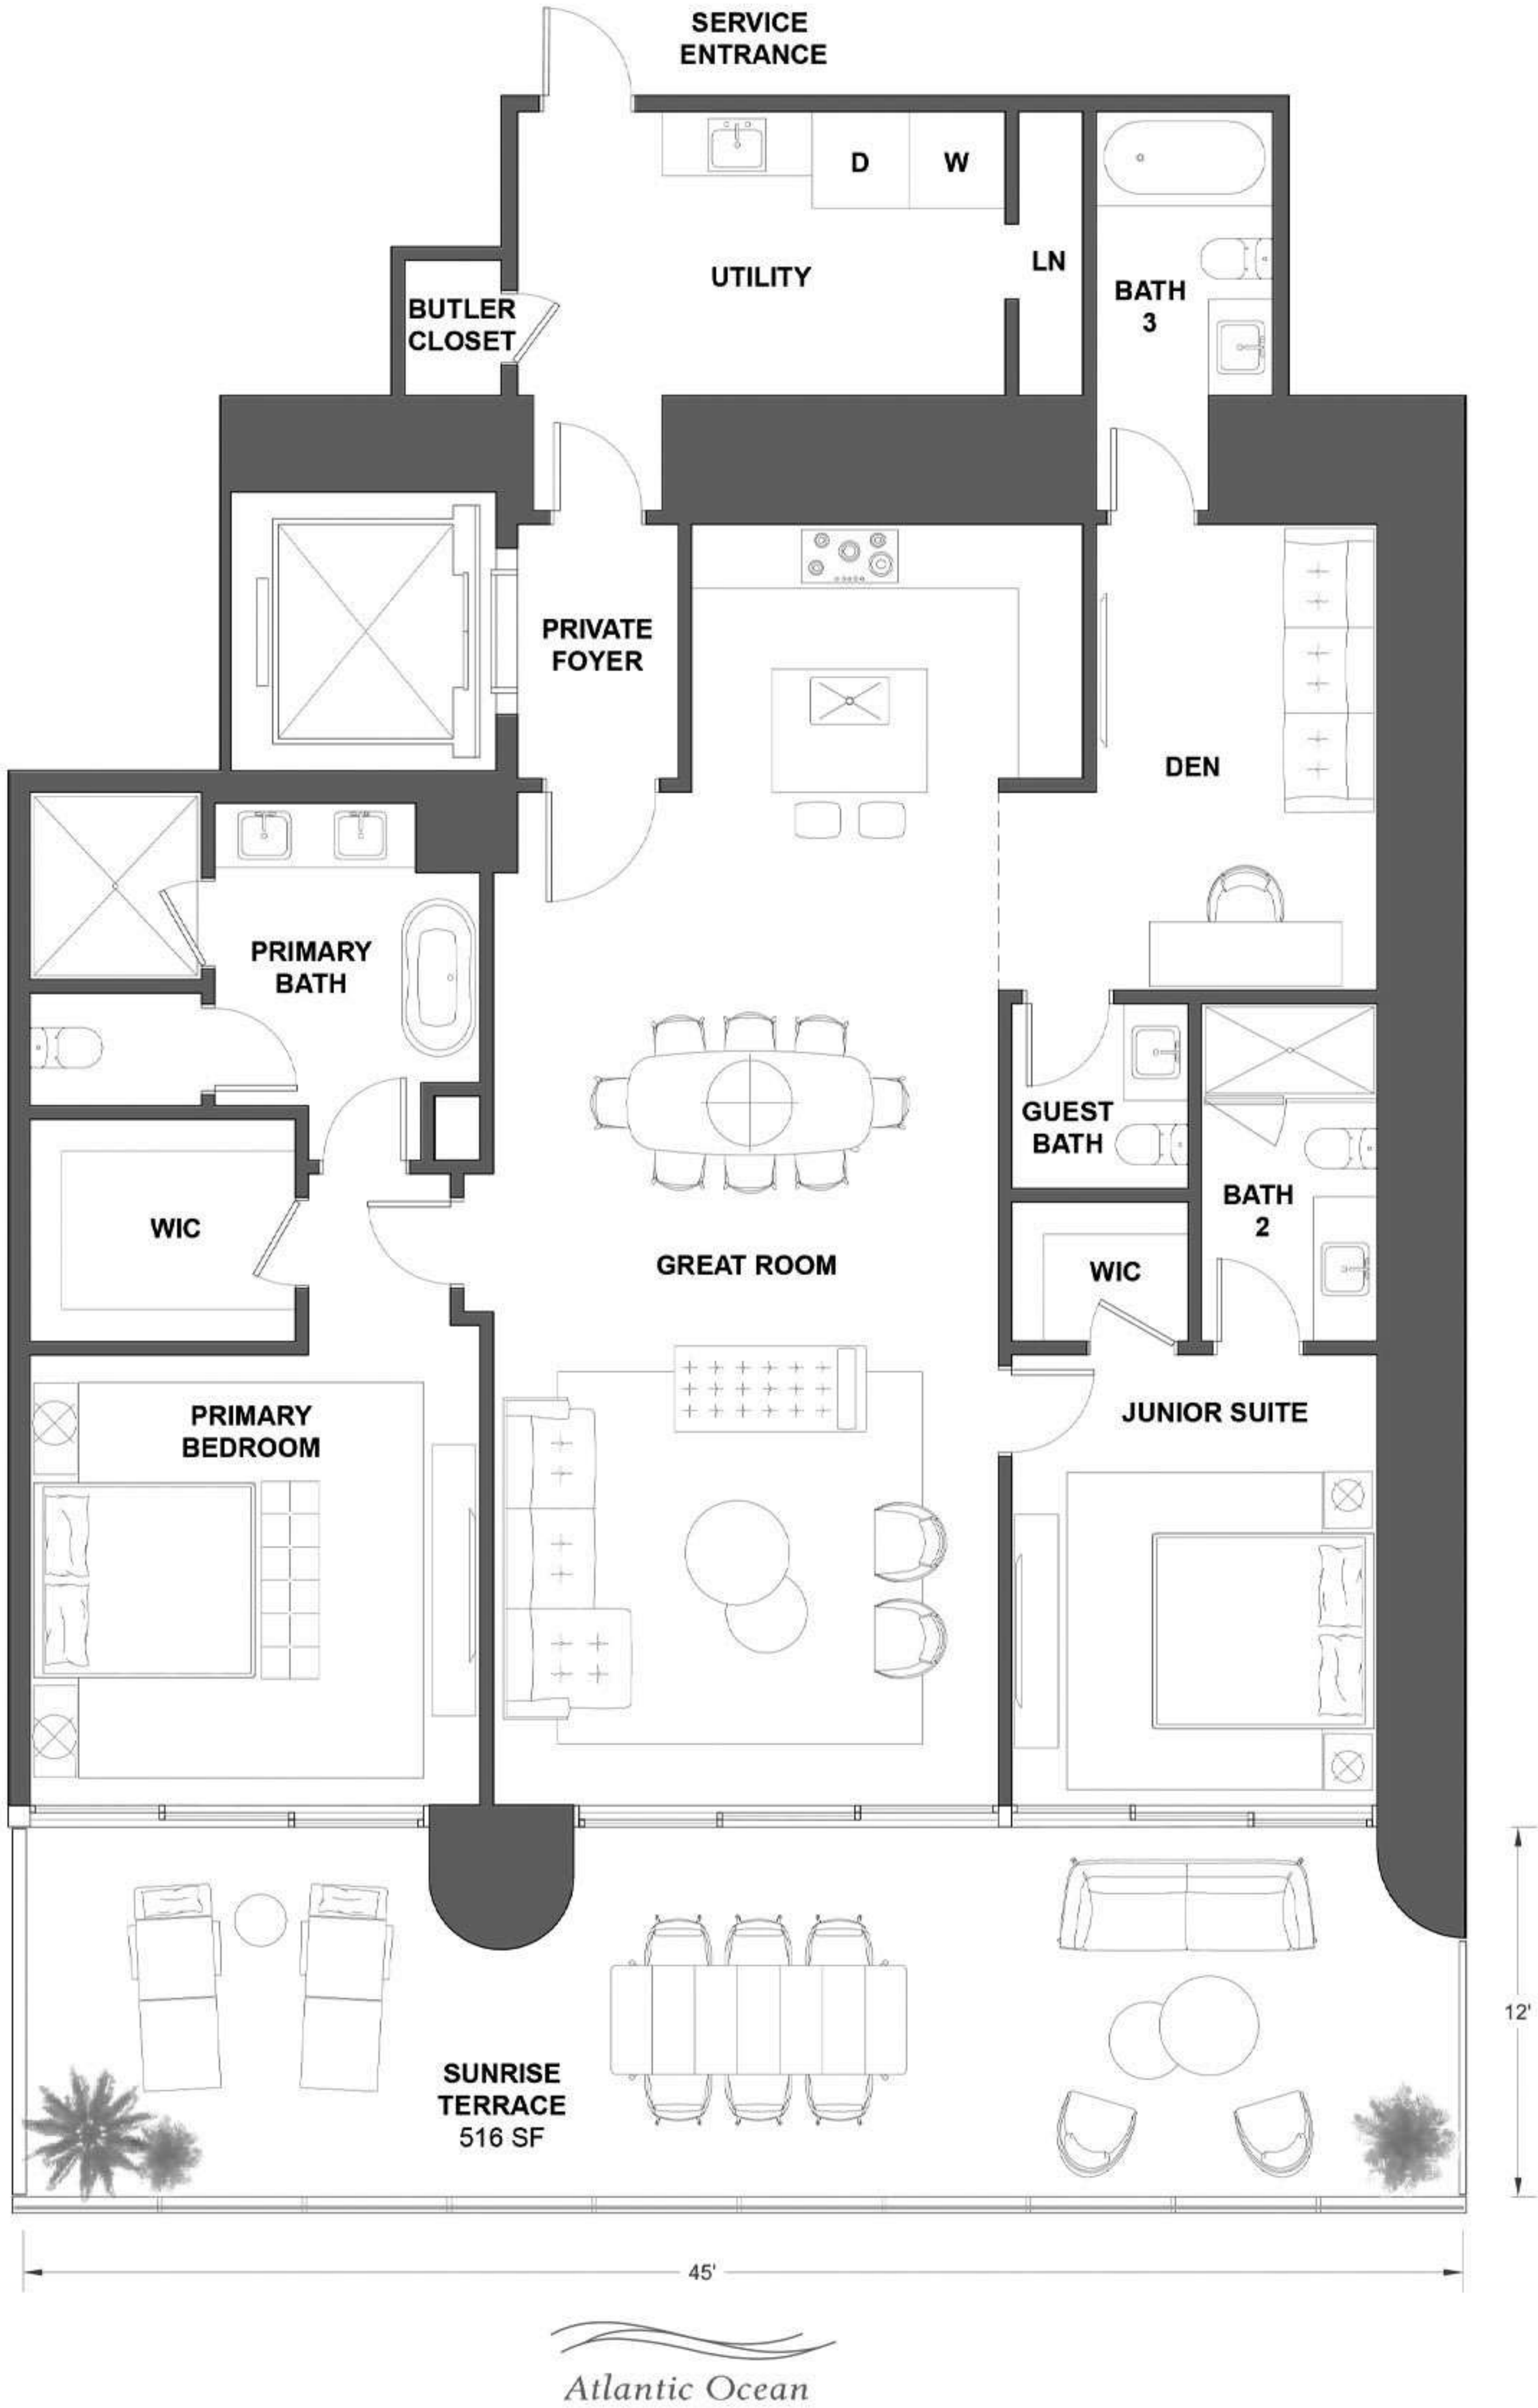 SERVICE
ENTRANCE
D
W
UTILITY
LN
BATH
3
BUTLER
CLOSET
PRIVATE
FOYER
DEN
PRIMARY
BATH
GUEST
BATH
BATH
2
WIC
GREAT ROOM
WIC
PRIMARY
BEDROOM
JUNIOR SUITE
12'
SUNRISE
TERRACE
516 SF
45'
Atlantic Ocean